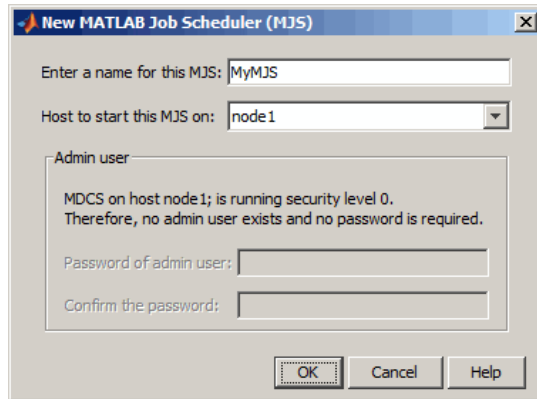 New MATLAB Job Scheduler (MJS)
Enter a name for this MJS: MyMJS
Host to start this MJS on: node1
Admin user
MDCS on host node1; is running security level 0.
Therefore, no admin user exists and no password is required.
Password of admin user:
Confirm the password:
OK Cancel Help